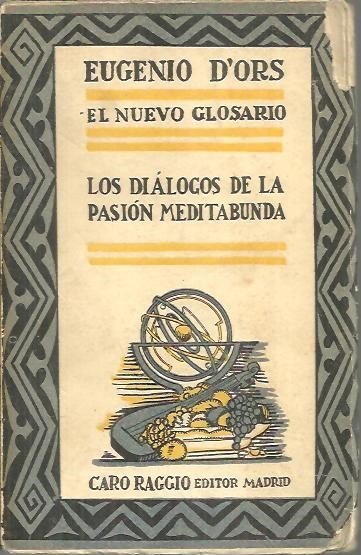 EUGENIO D'ORS
EL NUEVO GLOSARIO
LOS DIÁLOGOS DE LA
PASIÓN MEDITABUNDA
CARO RAGGIO EDITOR MADRID